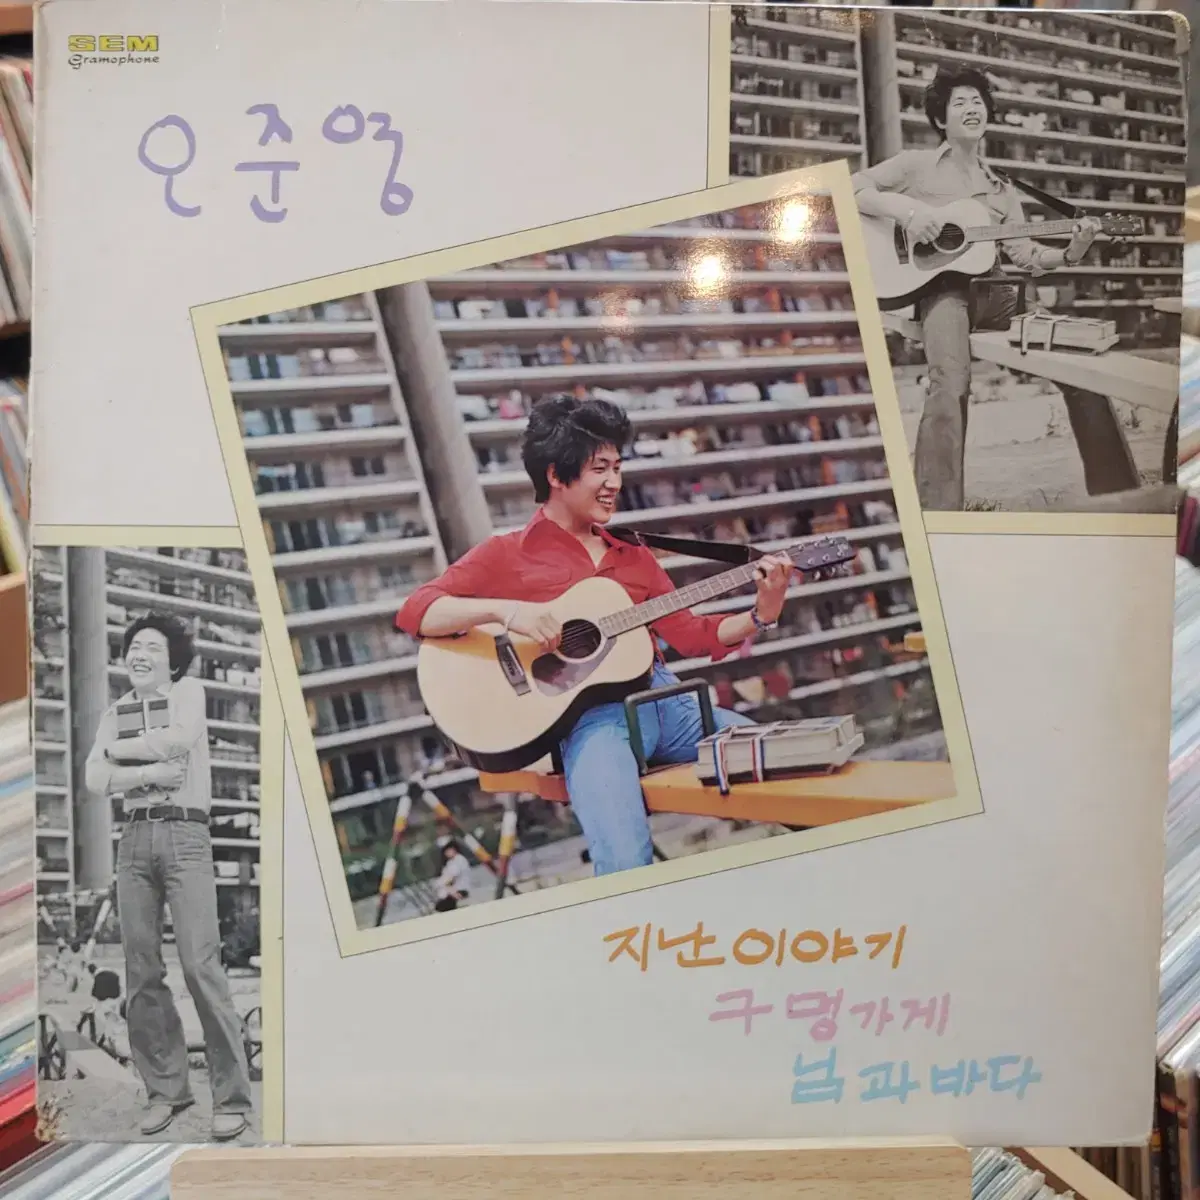 SEM
Gramophone
오준영
지난 이야기
구멍가게
님과 바다